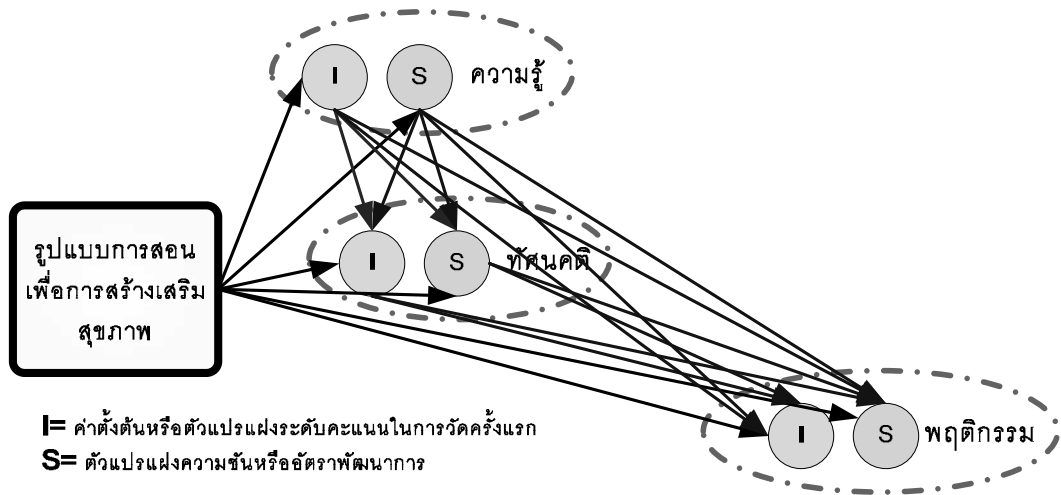 I S ความรู้
รูปแบบการสอน
เพื่อการสร้างเสริม
สุขภาพ
I S ทัศนคติ
I S พฤติกรรม
I= ค่าตั้งต้นหรือตัวแปรแฝงระดับคะแนนในการวัดครั้งแรก
S= ตัวแปรแฝงความชันหรืออัตราพัฒนาการ